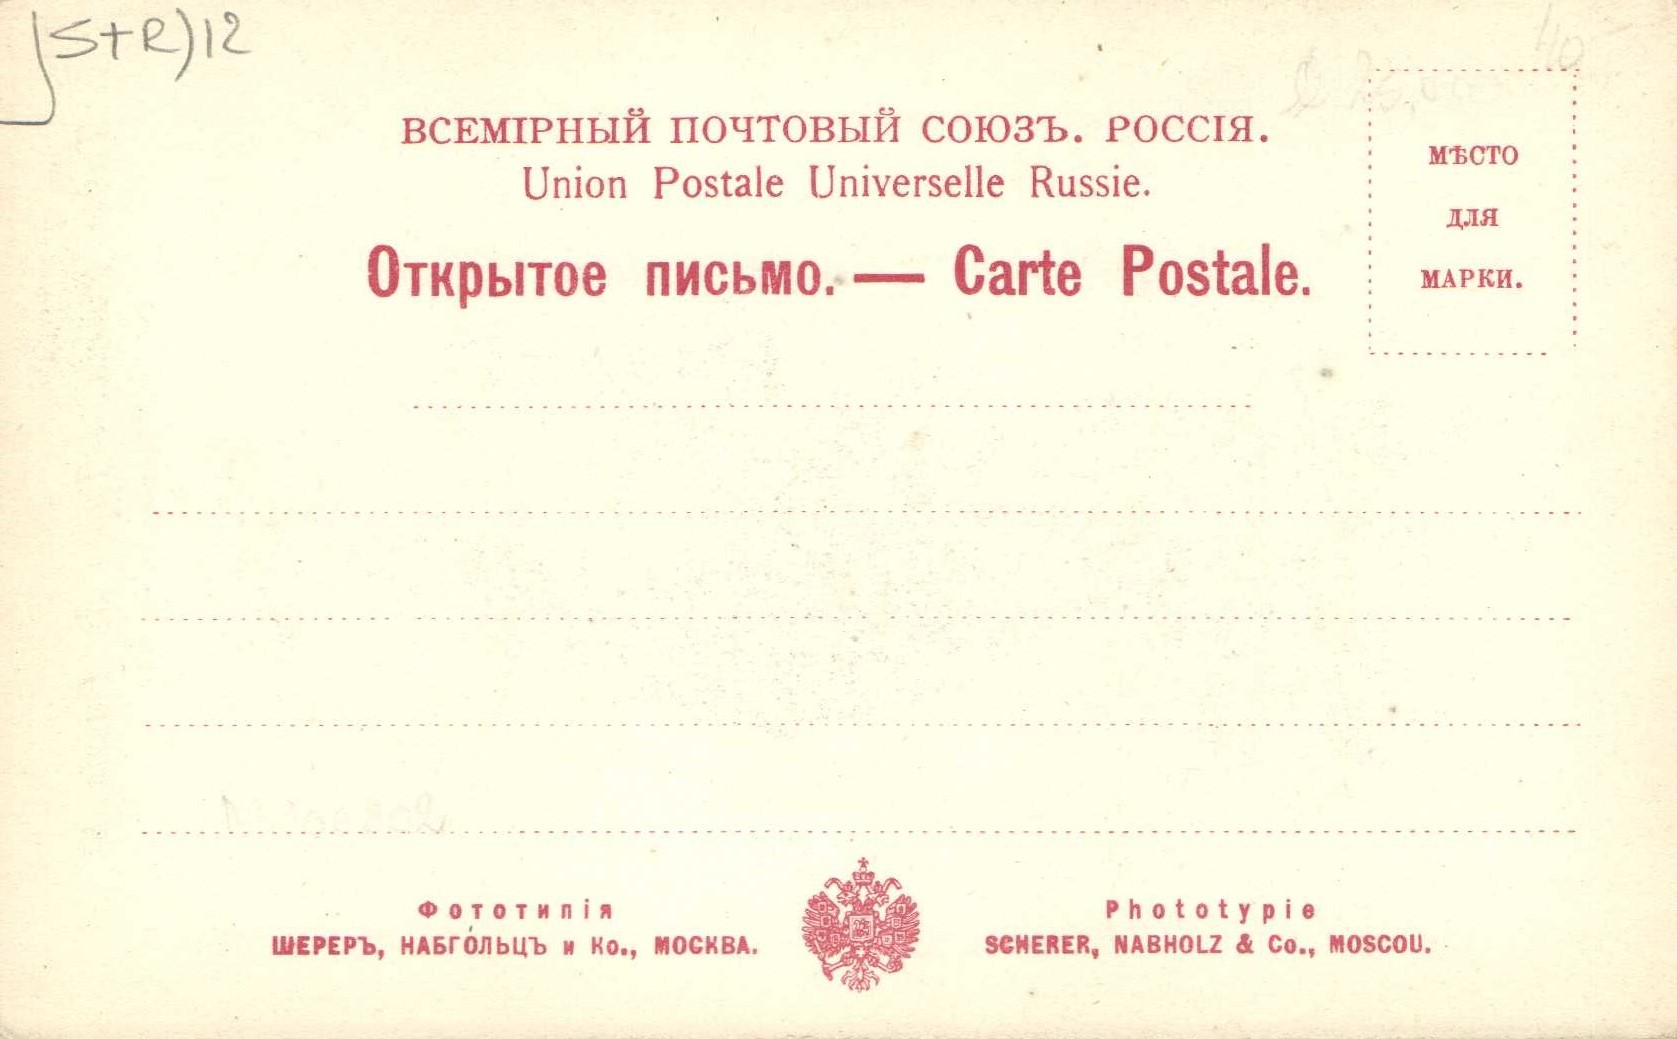 S+R)12
40
ВСЕМІРНЫЙ ПОЧТОВЫЙ СОЮЗЪ. РОССІЯ.
Union Postale Universelle Russie.
Открытое письмо. — Carte Postale.
МѢСТО
ДЛЯ
МАРКИ.
Фототипія
ШЕРЕРЪ, НАБГОЛЬЦЪ и Ко., МОСКВА.
Phototypie
SCHERER, NABHOLZ & Co., MOSCOU.